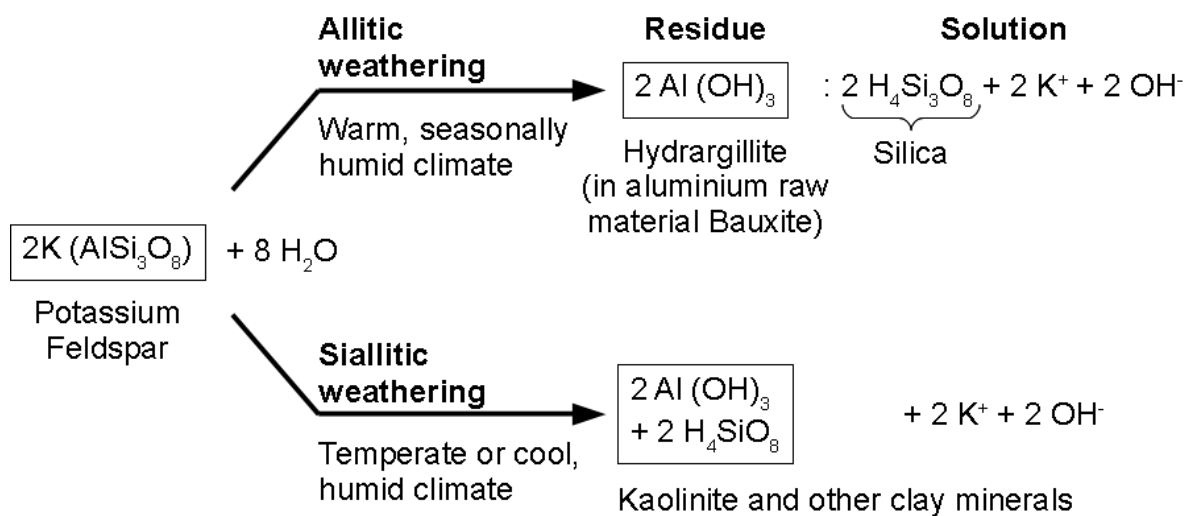 Allitic weathering
Warm, seasonally humid climate
Residue
Solution
2 Al (OH)₃
: 2 H₄Si₃O₈ + 2 K⁺ + 2 OH⁻
Hydrargillite
(in aluminium raw
material Bauxite)
Silica
2K (AlSi₃O₈) + 8 H₂O
Potassium
Feldspar
Siallitic
weathering
Temperate or cool,
humid climate
2 Al (OH)₃
+ 2 H₄SiO₈
+ 2 K⁺ + 2 OH⁻
Kaolinite and other clay minerals